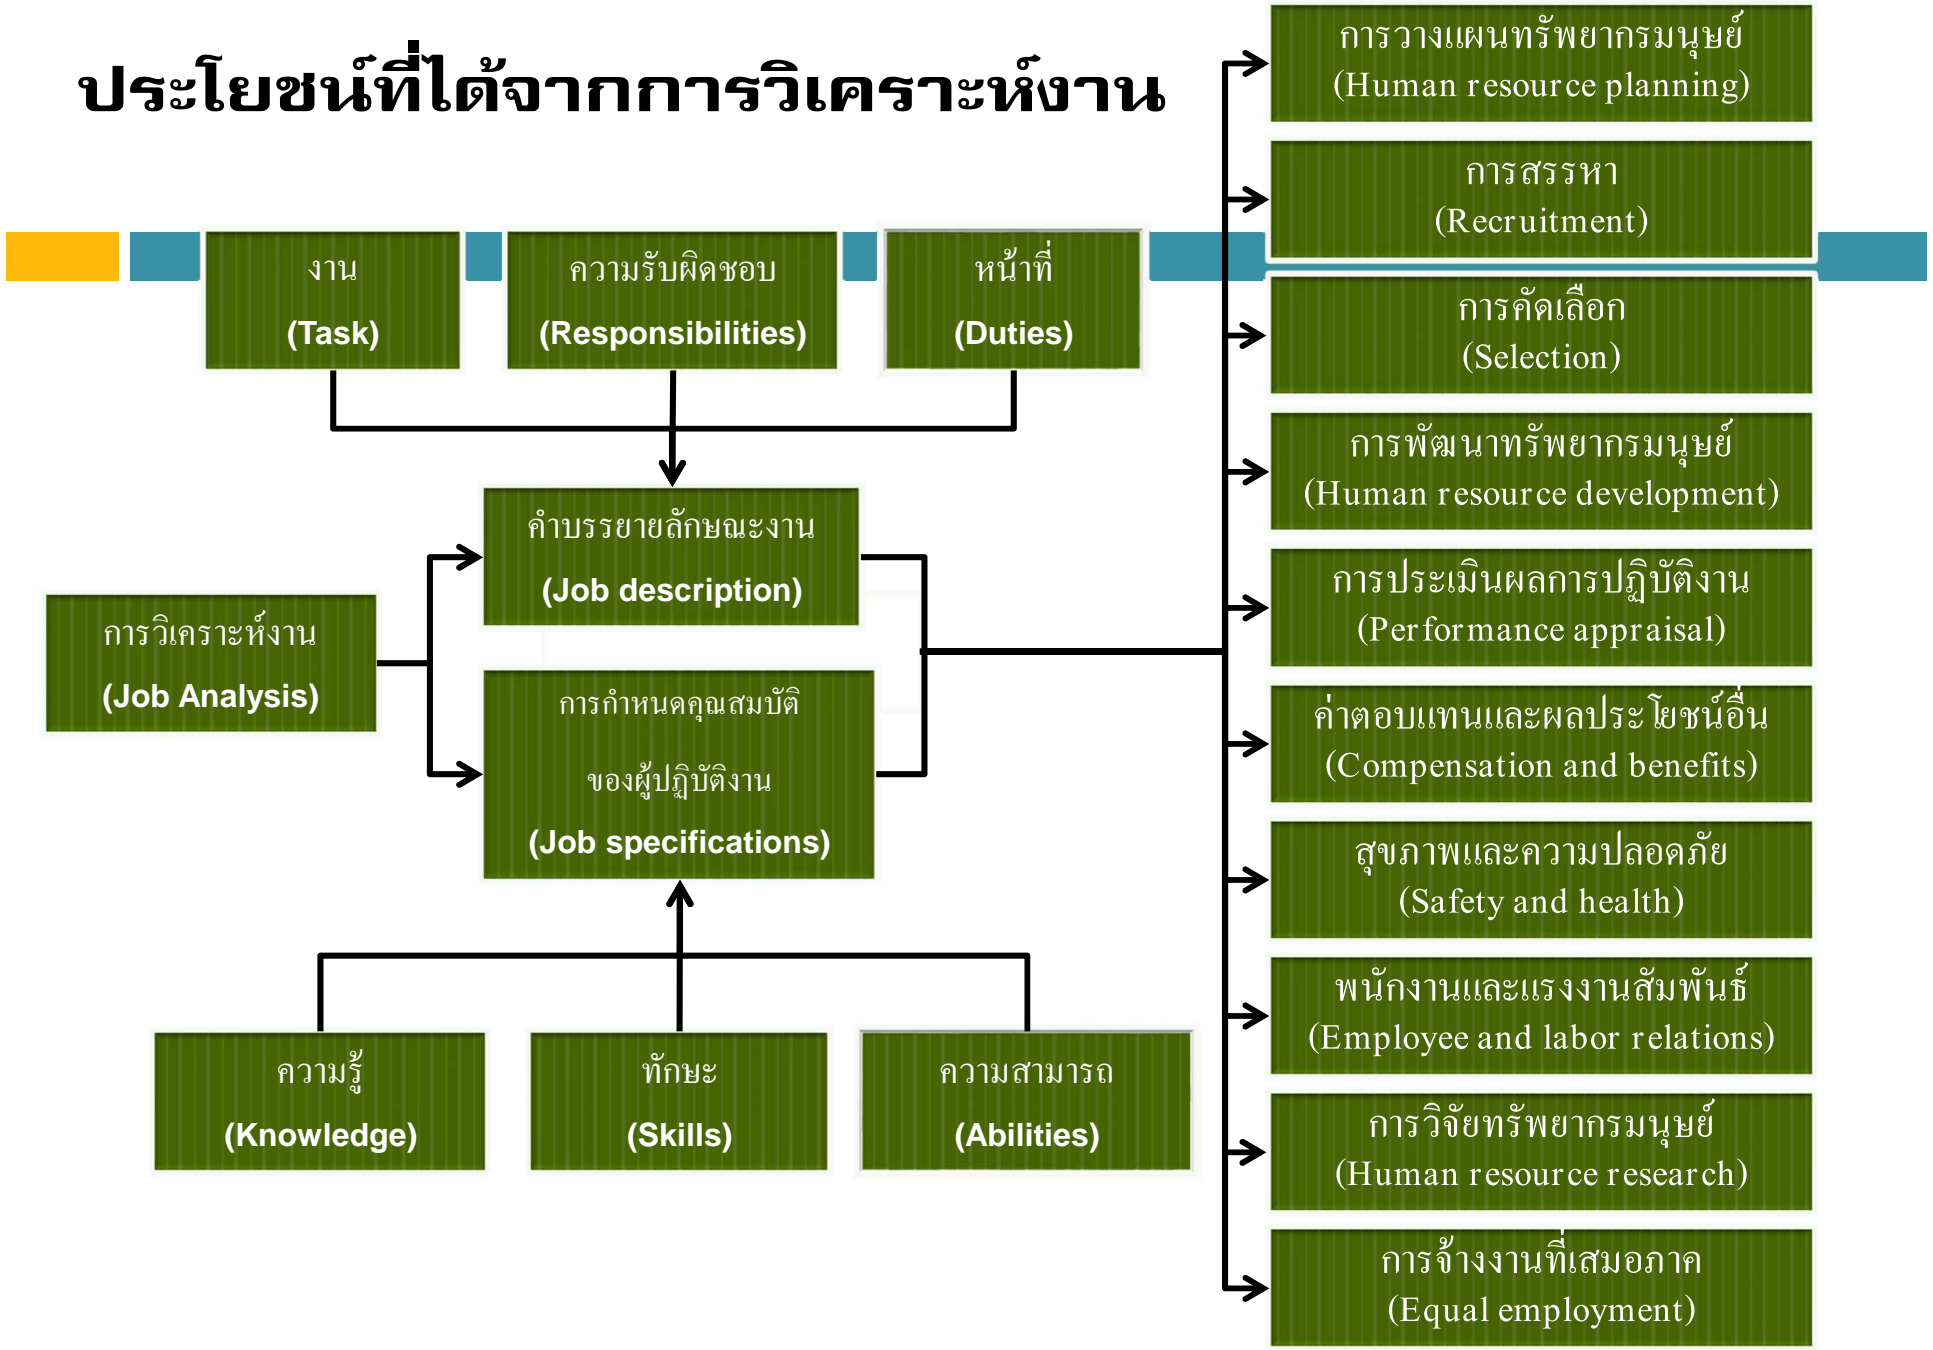 ประโยชน์ที่ได้จากการวิเคราะห์งาน
งาน
(Task)
ความรับผิดชอบ
(Responsibilities)
หน้าที่
(Duties)
คำบรรยายลักษณะงาน
(Job description)
การวิเคราะห์งาน
(Job Analysis)
การกำหนดคุณสมบัติ
ของผู้ปฏิบัติงาน
(Job specifications)
ความรู้
(Knowledge)
ทักษะ
(Skills)
ความสามารถ
(Abilities)
การวางแผนทรัพยากรมนุษย์
(Human resource planning)
การสรรหา
(Recruitment)
การคัดเลือก
(Selection)
การพัฒนาทรัพยากรมนุษย์
(Human resource development)
การประเมินผลการปฏิบัติงาน
(Performance appraisal)
ค่าตอบแทนและผลประโยชน์อื่น
(Compensation and benefits)
สุขภาพและความปลอดภัย
(Safety and health)
พนักงานและแรงงานสัมพันธ์
(Employee and labor relations)
การวิจัยทรัพยากรมนุษย์
(Human resource research)
การจ้างงานที่เสมอภาค
(Equal employment)